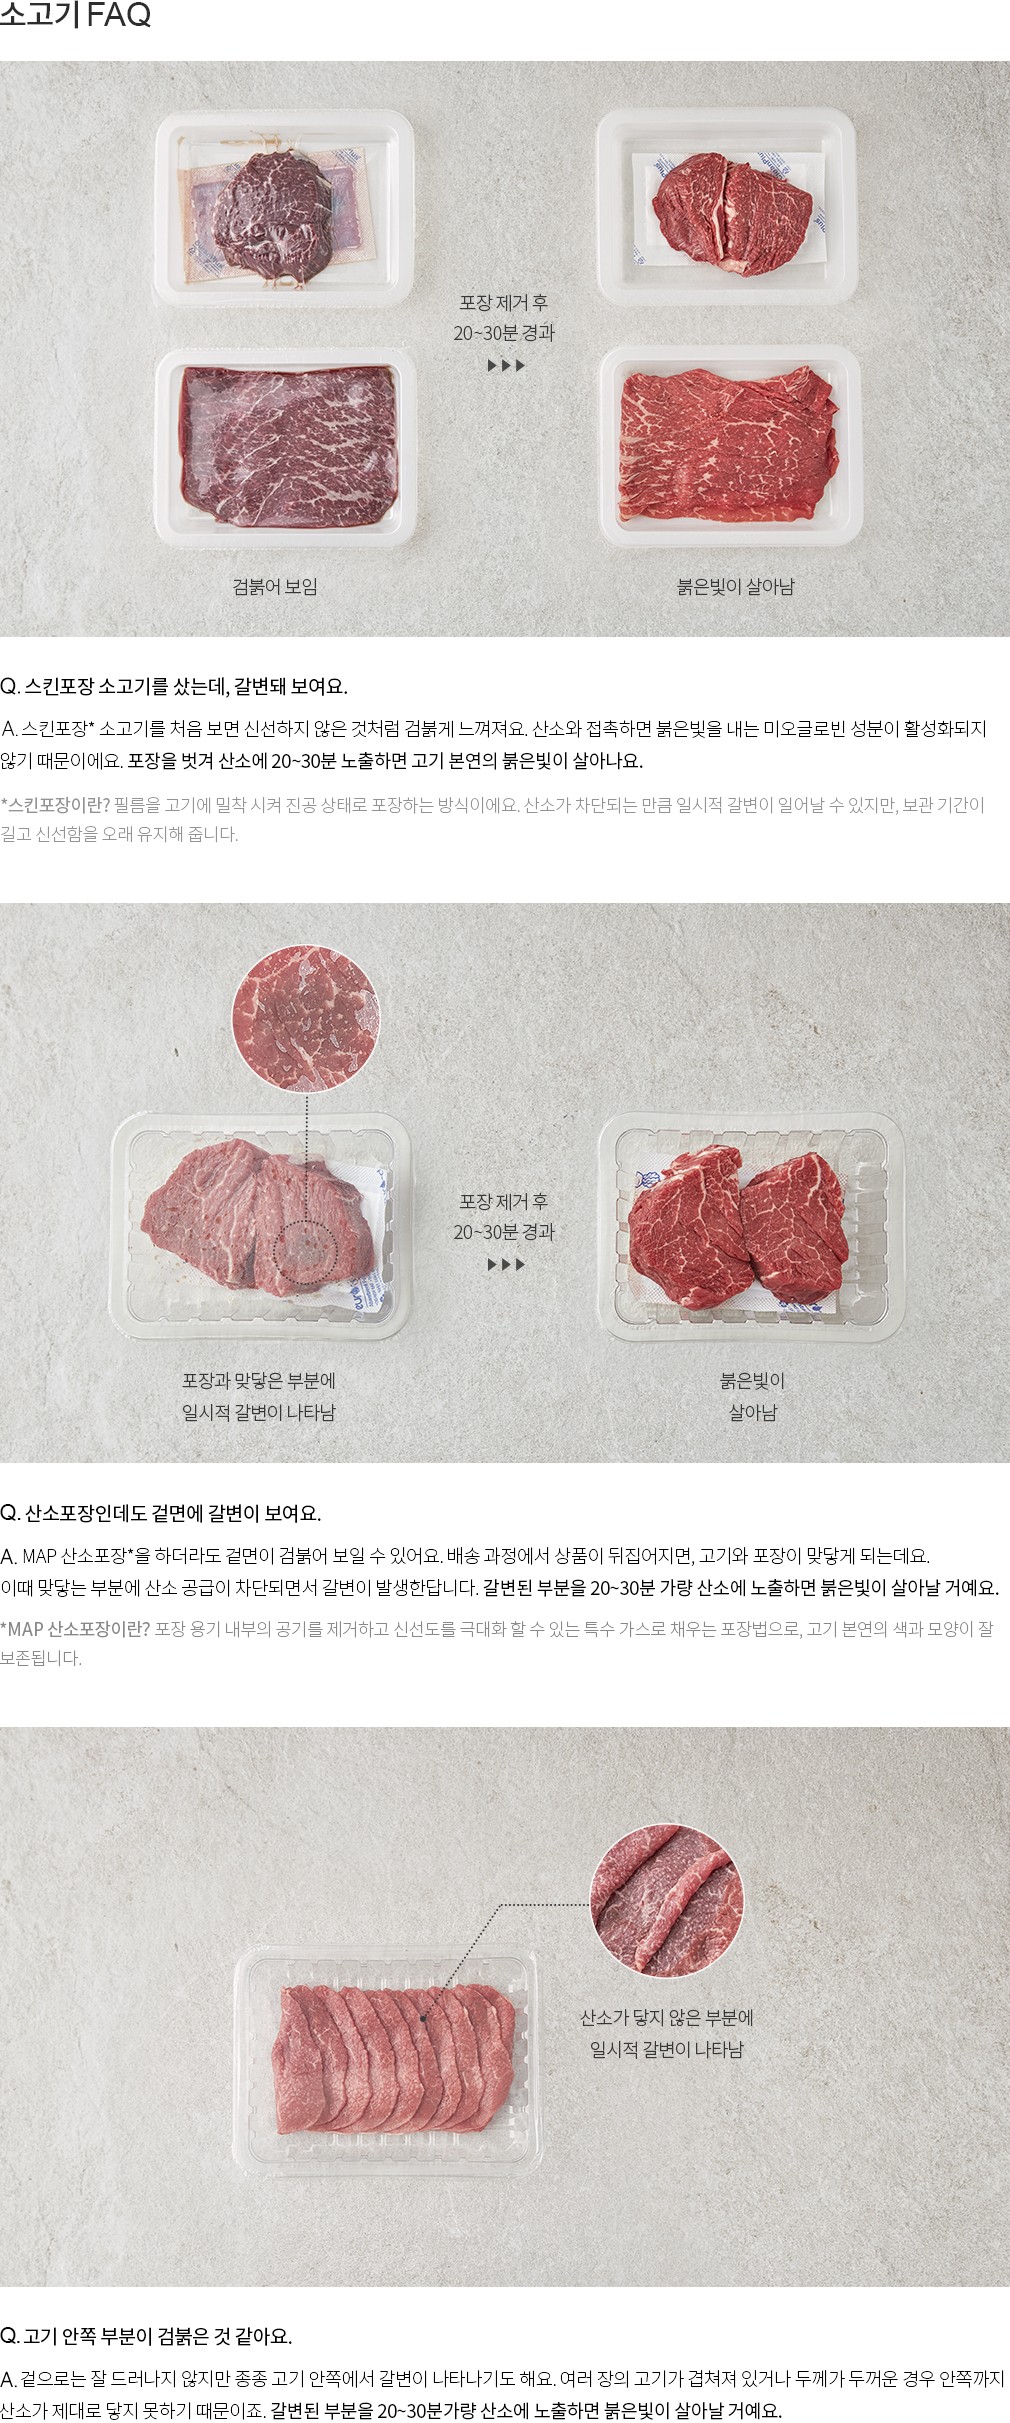 소고기 FAQ
포장 제거 후
20~30분 경과
검붉어 보임
붉은빛이 살아남
Q. 스킨포장 소고기를 샀는데, 갈변돼 보여요.
A. 스킨포장* 소고기를 처음 보면 신선하지 않은 것처럼 검붉게 느껴져요. 산소와 접촉하면 붉은빛을 내는 미오글로빈 성분이 활성화되지
않기 때문이에요. 포장을 벗겨 산소에 20~30분 노출하면 고기 본연의 붉은빛이 살아나요.
*스킨포장이란? 필름을 고기에 밀착 시켜 진공 상태로 포장하는 방식이에요. 산소가 차단되는 만큼 일시적 갈변이 일어날 수 있지만, 보관 기간이
길고 신선함을 오래 유지해 줍니다.
포장 제거 후
20~30분 경과
포장과 맞닿은 부분에
일시적 갈변이 나타남
붉은빛이
살아남
Q. 산소포장인데도 겉면에 갈변이 보여요.
A. MAP 산소포장*을 하더라도 겉면이 검붉어 보일 수 있어요. 배송 과정에서 상품이 뒤집어지면, 고기와 포장이 맞닿게 되는데요.
이때 맞닿는 부분에 산소 공급이 차단되면서 갈변이 발생한답니다. 갈변된 부분을 20~30분 가량 산소에 노출하면 붉은빛이 살아날 거예요.
*MAP 산소포장이란? 포장 용기 내부의 공기를 제거하고 신선도를 극대화 할 수 있는 특수 가스로 채우는 포장법으로, 고기 본연의 색과 모양이 잘
보존됩니다.
산소가 닿지 않은 부분에
일시적 갈변이 나타남
Q. 고기 안쪽 부분이 검붉은 것 같아요.
A. 겉으로는 잘 드러나지 않지만 종종 고기 안쪽에서 갈변이 나타나기도 해요. 여러 장의 고기가 겹쳐져 있거나 두께가 두꺼운 경우 안쪽까지
산소가 제대로 닿지 못하기 때문이죠. 갈변된 부분을 20~30분가량 산소에 노출하면 붉은빛이 살아날 거예요.